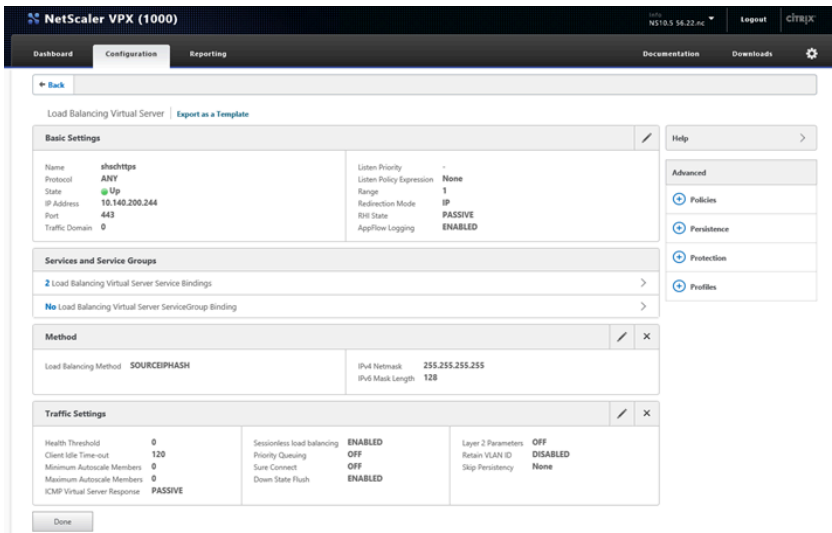 NetScaler VPX (1000)
NS10.5 56.22.nc
Logout
CITRIX
Dashboard
Configuration
Reporting
Documentation
Downloads
Back
Load Balancing Virtual Server
Export as a Template
Basic Settings
Name shschttps
Protocol ANY
State Up
IP Address 10.140.200.244
Port 443
Traffic Domain 0
Listen Priority -
Listen Policy Expression None
Range 1
Redirection Mode IP
RHI State PASSIVE
AppFlow Logging ENABLED
Services and Service Groups
2 Load Balancing Virtual Server Service Bindings
No Load Balancing Virtual Server ServiceGroup Binding
Method
Load Balancing Method SOURCEIPHASH
IPv4 Netmask 255.255.255.255
IPv6 Mask Length 128
Traffic Settings
Health Threshold 0
Client Idle Time-out 120
Minimum Autoscale Members 0
Maximum Autoscale Members 0
ICMP Virtual Server Response PASSIVE
Sessionless load balancing ENABLED
Priority Queuing OFF
Sure Connect OFF
Down State Flush ENABLED
Layer 2 Parameters OFF
Retain VLAN ID DISABLED
Skip Persistency None
Done
Help
Advanced
Policies
Persistence
Protection
Profiles